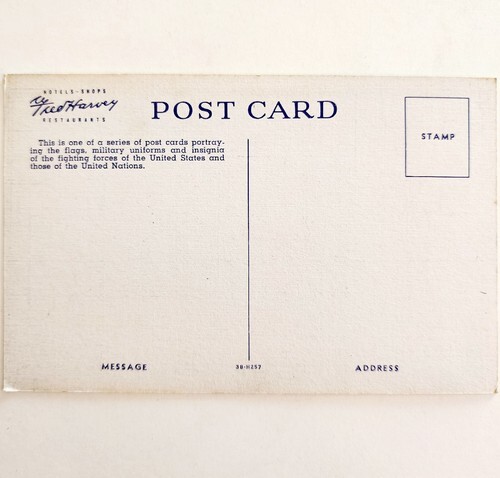 HOTELS · SHOPS
Fred Harvey
RESTAURANTS
POST CARD
STAMP
This is one of a series of post cards portray-
ing the flags, military uniforms and insignia
of the fighting forces of the United States and
those of the United Nations.
MESSAGE
3B-H257
ADDRESS